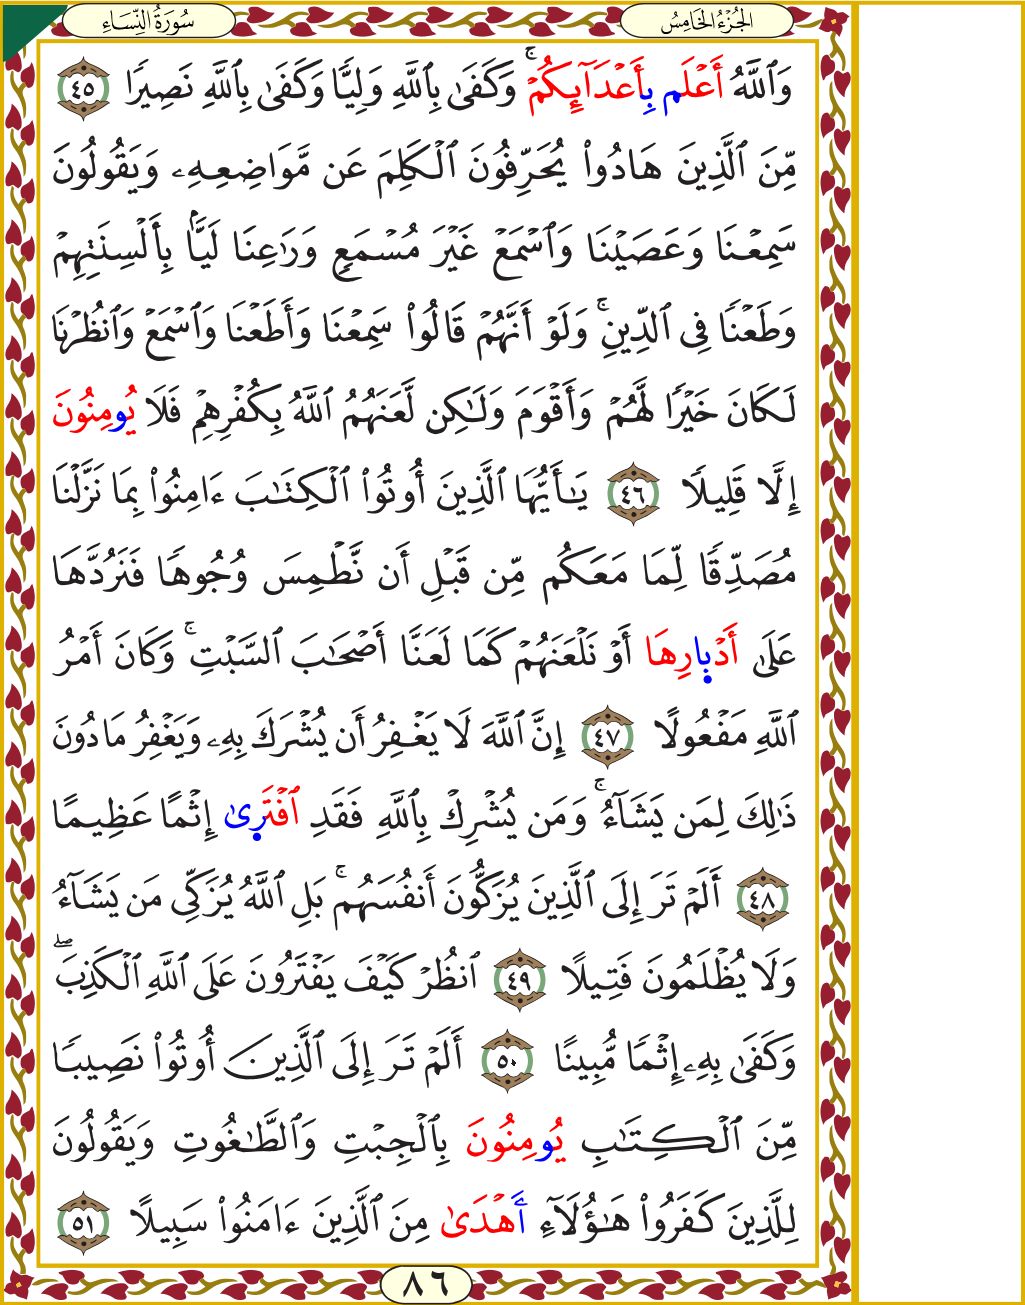 الجُزْءُ الخَامِسُ
سُورَةُ النِّسَاءِ
وَٱللَّهُ أَعْلَم بِأَعْدَآئِكُمْۚ وَكَفَىٰ بِٱللَّهِ وَلِيًّا وَكَفَىٰ بِٱللَّهِ نَصِيرًا ٤٥
مِّنَ ٱلَّذِينَ هَادُوا۟ يُحَرِّفُونَ ٱلْكَلِمَ عَن مَّوَاضِعِهِۦ وَيَقُولُونَ
سَمِعْنَا وَعَصَيْنَا وَٱسْمَعْ غَيْرَ مُسْمَعٍ وَرَٰعِنَا لَيًّۢا بِأَلْسِنَتِهِمْ
وَطَعْنًا فِى ٱلدِّينِۚ وَلَوْ أَنَّهُمْ قَالُوا۟ سَمِعْنَا وَأَطَعْنَا وَٱسْمَعْ وَٱنظُرْنَا
لَكَانَ خَيْرًا لَّهُمْ وَأَقْوَمَ وَلَـٰكِن لَّعَنَهُمُ ٱللَّهُ بِكُفْرِهِمْ فَلَا يُومِنُونَ
إِلَّا قَلِيلًا ٤٦ يَـٰٓأَيُّهَا ٱلَّذِينَ أُوتُوا۟ ٱلْكِتَـٰبَ ءَامِنُوا۟ بِمَا نَزَّلْنَا
مُصَدِّقًا لِّمَا مَعَكُم مِّن قَبْلِ أَن نَّطْمِسَ وُجُوهًا فَنَرُدَّهَا
عَلَىٰٓ أَدْبٜارِهَا أَوْ نَلْعَنَهُمْ كَمَا لَعَنَّا أَصْحَـٰبَ ٱلسَّبْتِۚ وَكَانَ أَمْرُ
ٱللَّهِ مَفْعُولًا ٤٧ إِنَّ ٱللَّهَ لَا يَغْفِرُ أَن يُشْرَكَ بِهِۦ وَيَغْفِرُ مَا دُونَ
ذَٰلِكَ لِمَن يَشَآءُۚ وَمَن يُشْرِكْ بِٱللَّهِ فَقَدِ ٱفْتَرٜىٰٓ إِثْمًا عَظِيمًا
٤٨ أَلَمْ تَرَ إِلَى ٱلَّذِينَ يُزَكُّونَ أَنفُسَهُمۚ بَلِ ٱللَّهُ يُزَكِّى مَن يَشَآءُ
وَلَا يُظْلَمُونَ فَتِيلًا ٤٩ ٱنظُرْ كَيْفَ يَفْتَرُونَ عَلَى ٱللَّهِ ٱلْكَذِبَۖ
وَكَفَىٰ بِهِۦٓ إِثْمًا مُّبِينًا ٥٠ أَلَمْ تَرَ إِلَى ٱلَّذِينَ أُوتُوا۟ نَصِيبًا
مِّنَ ٱلْكِتَـٰبِ يُومِنُونَ بِٱلْجِبْتِ وَٱلطَّـٰغُوتِ وَيَقُولُونَ
لِلَّذِينَ كَفَرُوا۟ هَـٰٓؤُلَآءِ أَهْدَىٰ مِنَ ٱلَّذِينَ ءَامَنُوا۟ سَبِيلًا ٥١
٨٦